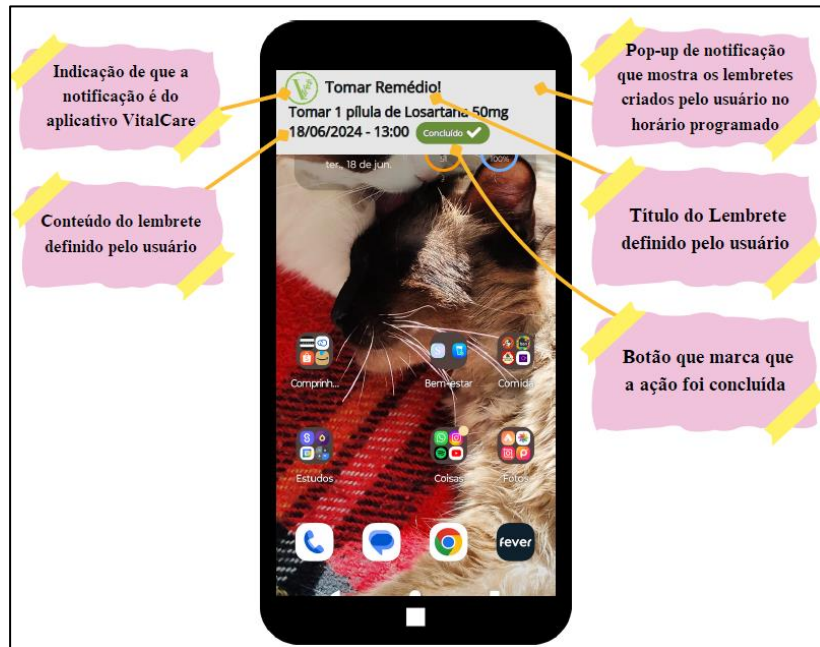 Indicação de que a
notificação é do
aplicativo VitalCare
Conteúdo do lembrete
definido pelo usuário
Tomar Remédio!
Tomar 1 pílula de Losartana 50mg
18/06/2024 - 13:00 Concluído
ter., 18 de jun.
100%
Comprinh...
Bem-estar
Comida
Estudos
Coisas
Fotos
fever
Pop-up de notificação
que mostra os lembretes
criados pelo usuário no
horário programado
Título do Lembrete
definido pelo usuário
Botão que marca que
a ação foi concluída